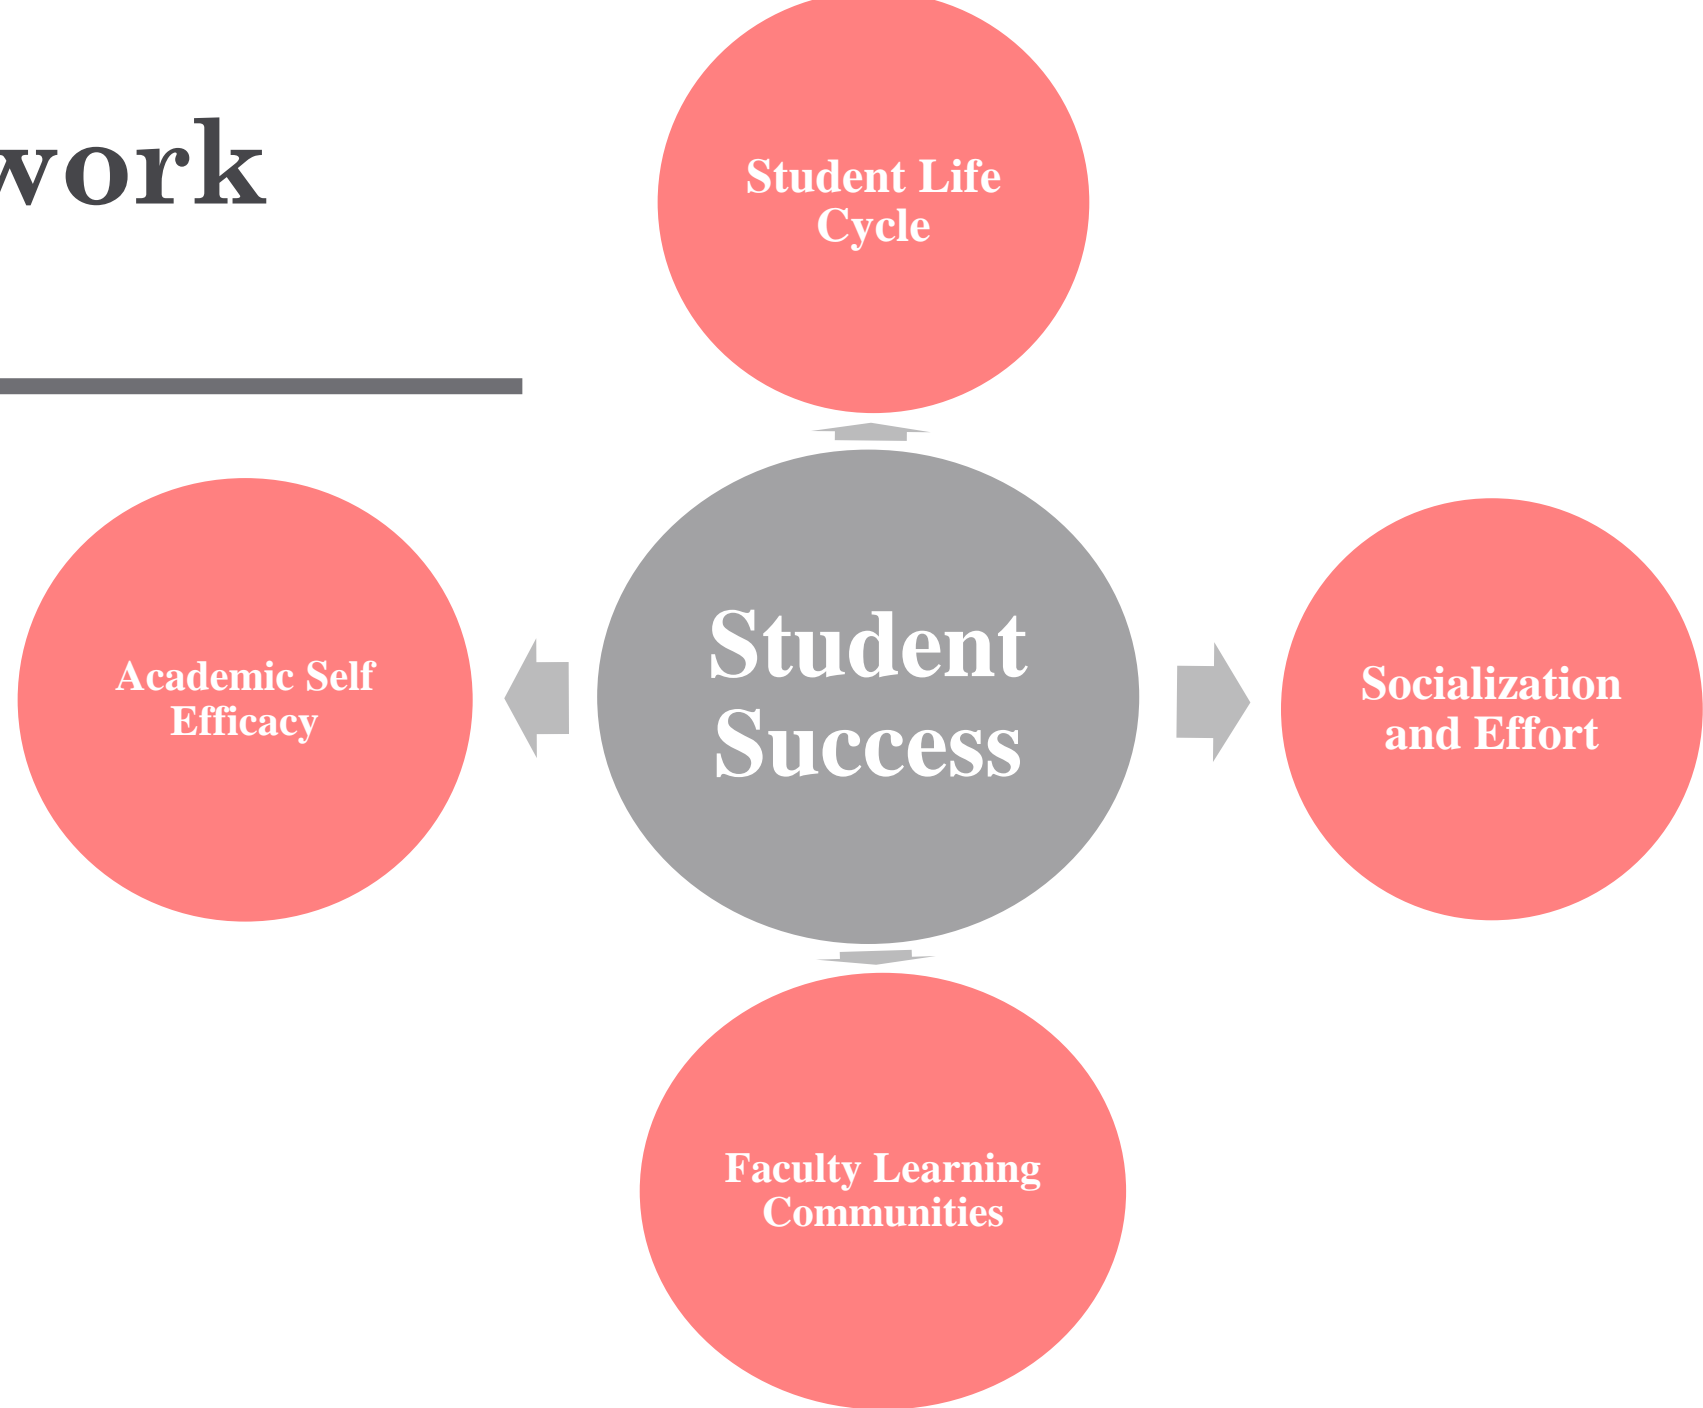 work
Student Life
Cycle
Student
Success
Academic Self
Efficacy
Socialization
and Effort
Faculty Learning
Communities